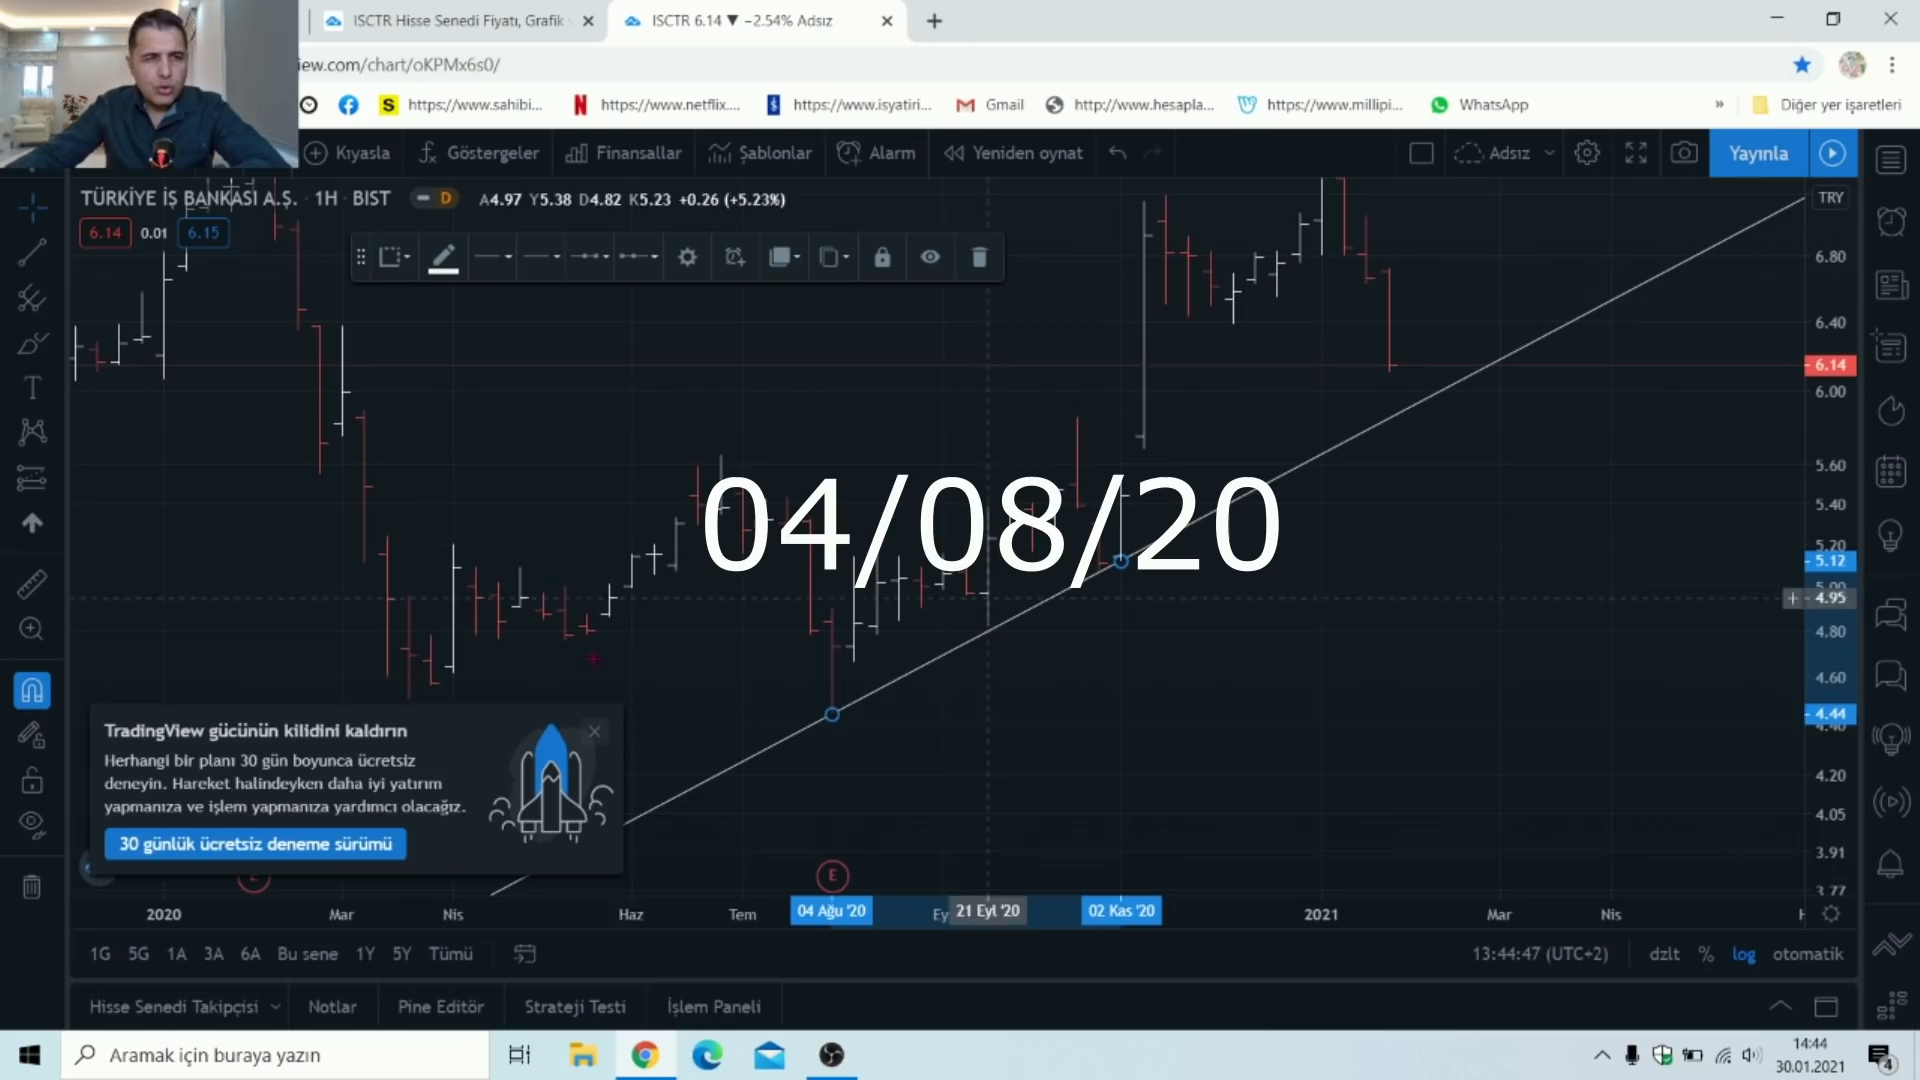 ISCTR Hisse Senedi Fiyatı, Grafik
ISCTR 6.14 ▼ −2.54% Adsız
iew.com/chart/oKPMx6s0/
https://www.sahibi...
https://www.netflix....
https://www.isyatiri...
Gmail
http://www.hesapla...
https://www.millipi...
WhatsApp
»
Diğer yer işaretleri
Kıyasla
Göstergeler
Finansallar
Şablonlar
Alarm
Yeniden oynat
Adsız
Yayınla
TÜRKİYE İŞ BANKASI A.Ş. · 1H · BIST
D
A4.97 Y5.38 D4.82 K5.23 +0.26 (+5.23%)
TRY
6.14
0.01
6.15
6.80
6.40
6.14
6.00
5.60
5.40
5.20
5.12
5.00
4.95
4.80
4.60
4.44
4.40
4.20
4.05
3.91
3.77
04/08/20
TradingView gücünün kilidini kaldırın
Herhangi bir planı 30 gün boyunca ücretsiz
deneyin. Hareket halindeyken daha iyi yatırım
yapmanıza ve işlem yapmanıza yardımcı olacağız.
30 günlük ücretsiz deneme sürümü
E
2020
Mar
Nis
Haz
Tem
04 Ağu '20
Ey
21 Eyl '20
02 Kas '20
2021
Mar
Nis
1G 5G 1A 3A 6A Bu sene 1Y 5Y Tümü
13:44:47 (UTC+2)
dzlt
%
log
otomatik
Hisse Senedi Takipçisi
Notlar
Pine Editör
Strateji Testi
İşlem Paneli
Aramak için buraya yazın
14:44
30.01.2021
4